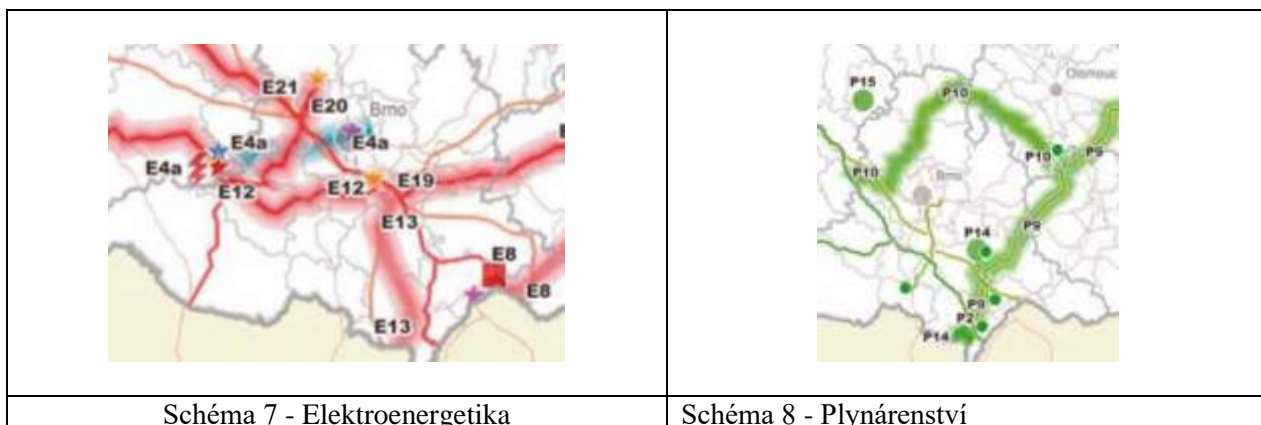 E21
E20
Brno
E4a
E4a
E4a
E12
E12
E19
E13
E8
E8
E13
P15
Olomouc
P10
P10
P9
P10
Brno
P9
P14
P9
P2
P14
Schéma 7 - Elektroenergetika
Schéma 8 - Plynárenství